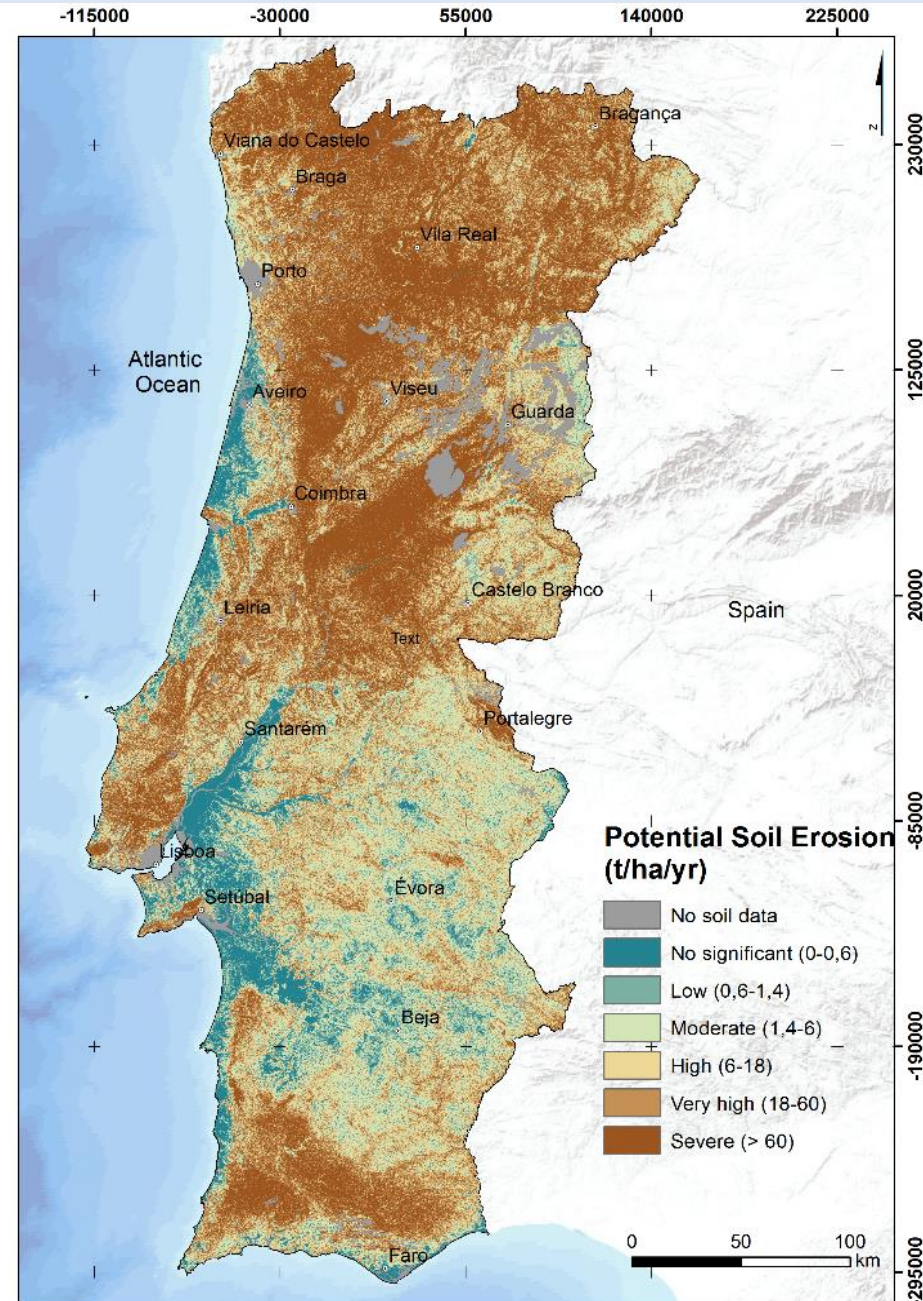 -115000 -30000 55000 140000 225000
Bragança
Viana do Castelo
Braga
Vila Real
Porto
Atlantic
Ocean
Aveiro
Viseu
Guarda
Coimbra
Castelo Branco
Leiria
Spain
Text
Portalegre
Santarém
Lisboa
Évora
Setúbal
Beja
Faro
z
230000
125000
20000
-85000
-190000
-295000
Potential Soil Erosion
(t/ha/yr)
No soil data
No significant (0-0,6)
Low (0,6-1,4)
Moderate (1,4-6)
High (6-18)
Very high (18-60)
Severe (> 60)
0 50 100
km